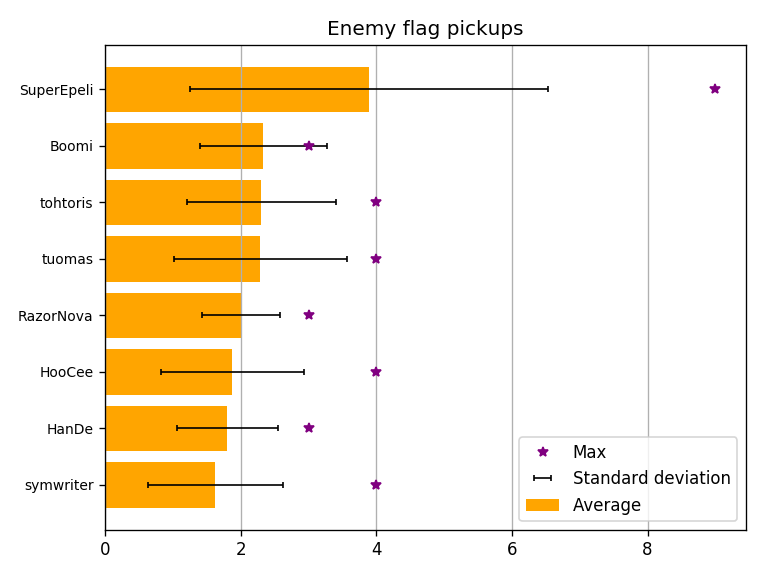 Enemy flag pickups
SuperEpeli
Boomi
tohtoris
tuomas
RazorNova
HooCee
HanDe
symwriter
Max
Standard deviation
Average
0 2 4 6 8